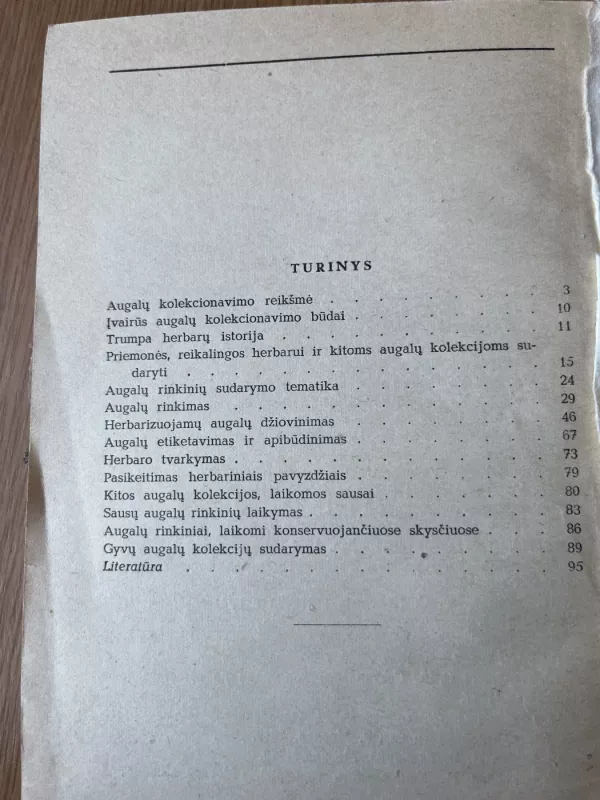 TURINYS
Augalų kolekcionavimo reikšmė . . . . . . . 3
Įvairūs augalų kolekcionavimo būdai . . . . . . 10
Trumpa herbarų istorija . . . . . . . . 11
Priemonės, reikalingos herbarui ir kitoms augalų kolekcijoms su-
daryti . . . . . . . . . . . 15
Augalų rinkinių sudarymo tematika . . . . . . 24
Augalų rinkimas . . . . . . . . . 29
Herbarizuojamų augalų džiovinimas . . . . . . 46
Augalų etiketavimas ir apibūdinimas . . . . . . 67
Herbaro tvarkymas . . . . . . . . . 73
Pasikeitimas herbariniais pavyzdžiais . . . . . . 79
Kitos augalų kolekcijos, laikomos sausai . . . . . 80
Sausų augalų rinkinių laikymas . . . . . . . 83
Augalų rinkiniai, laikomi konservuojančiuose skysčiuose . . . 86
Gyvų augalų kolekcijų sudarymas . . . . . . 89
Literatūra . . . . . . . . . . 95